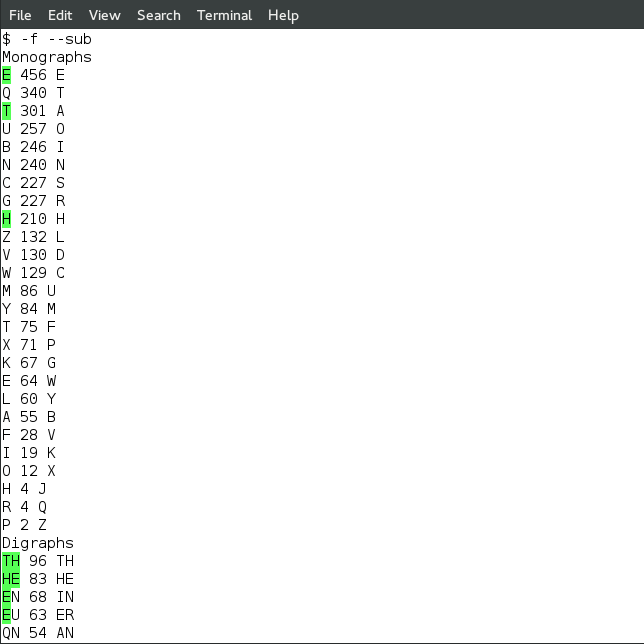 File Edit View Search Terminal Help
$ -f --sub
Monographs
E 456 E
Q 340 T
T 301 A
U 257 O
B 246 I
N 240 N
C 227 S
G 227 R
H 210 H
Z 132 L
V 130 D
W 129 C
M 86 U
Y 84 M
T 75 F
X 71 P
K 67 G
E 64 W
L 60 Y
A 55 B
F 28 V
I 19 K
O 12 X
H 4 J
R 4 Q
P 2 Z
Digraphs
TH 96 TH
HE 83 HE
EN 68 IN
EU 63 ER
QN 54 AN